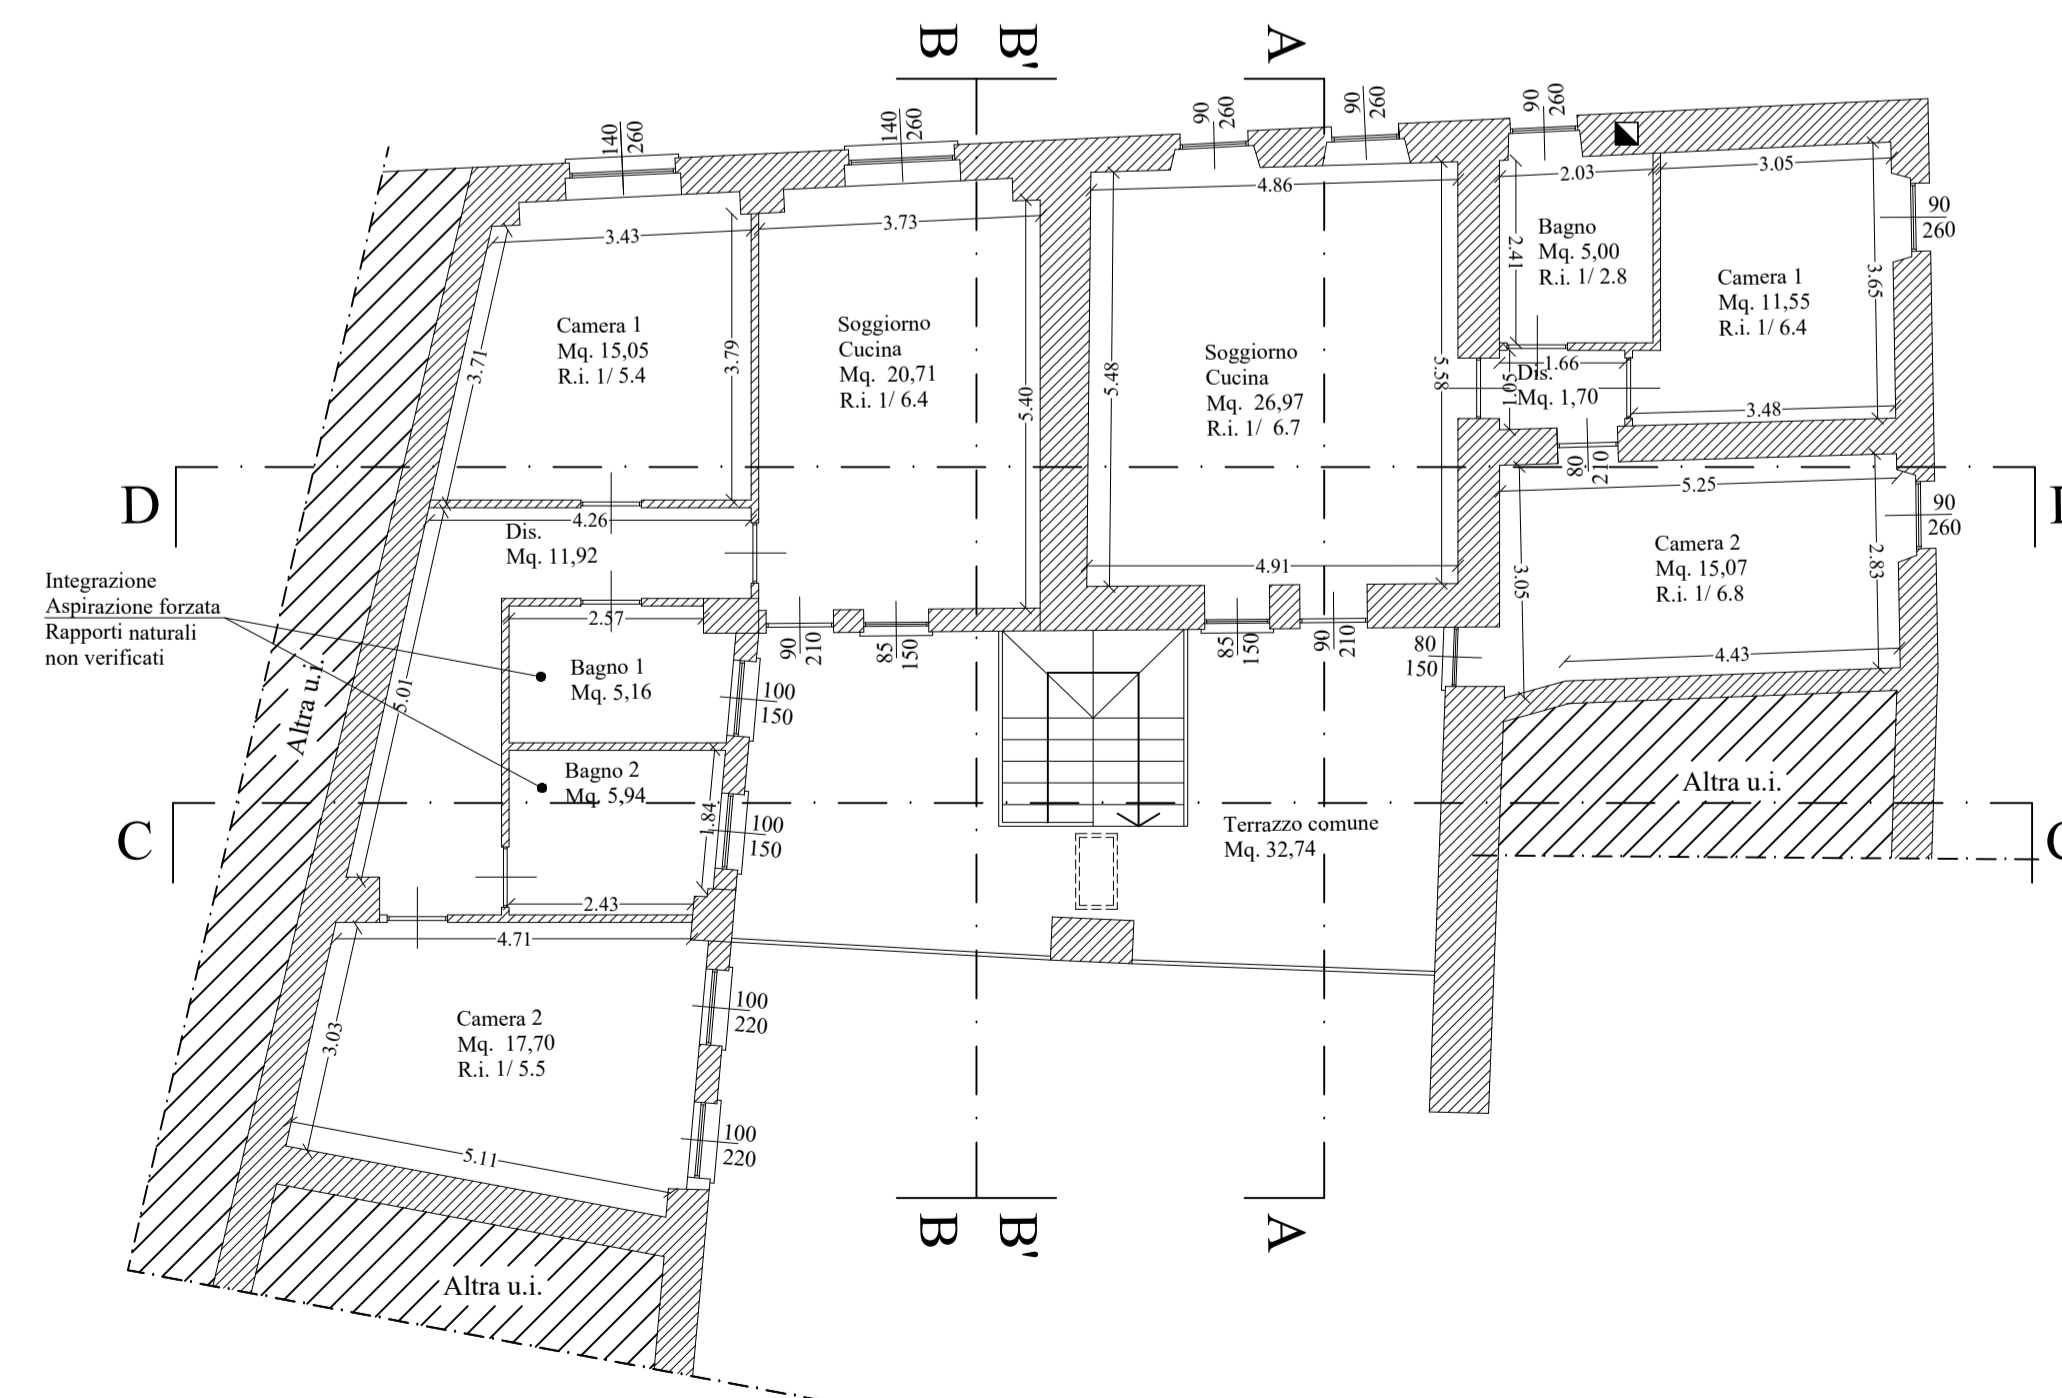 B B' A
140
260
140
260
90
260
90
260
90
260
3.43
3.73
4.86
2.03
3.05
90
260
Camera 1
Mq. 15,05
R.i. 1/ 5.4
3.71
3.79
Soggiorno
Cucina
Mq. 20,71
R.i. 1/ 6.4
5.40
Soggiorno
Cucina
Mq. 26,97
R.i. 1/ 6.7
5.48
5.58
4.91
Bagno
Mq. 5,00
R.i. 1/ 2.8
2.41
Camera 1
Mq. 11,55
R.i. 1/ 6.4
3.65
3.48
1.66
1.50
Dis.
Mq. 1,70
80
210
D
4.26
Dis.
Mq. 11,92
5.25
90
260
Camera 2
Mq. 15,07
R.i. 1/ 6.8
3.05
2.83
4.43
Integrazione
Aspirazione forzata
Rapporti naturali
non verificati
Altra u.i.
5.01
2.57
Bagno 1
Mq. 5,16
90
210
85
150
85
150
90
210
80
150
100
150
Bagno 2
Mq. 5,94
1.84
100
150
2.43
C
Terrazzo comune
Mq. 32,74
Altra u.i.
4.71
Camera 2
Mq. 17,70
R.i. 1/ 5.5
3.03
5.11
100
220
100
220
B B' A
Altra u.i.